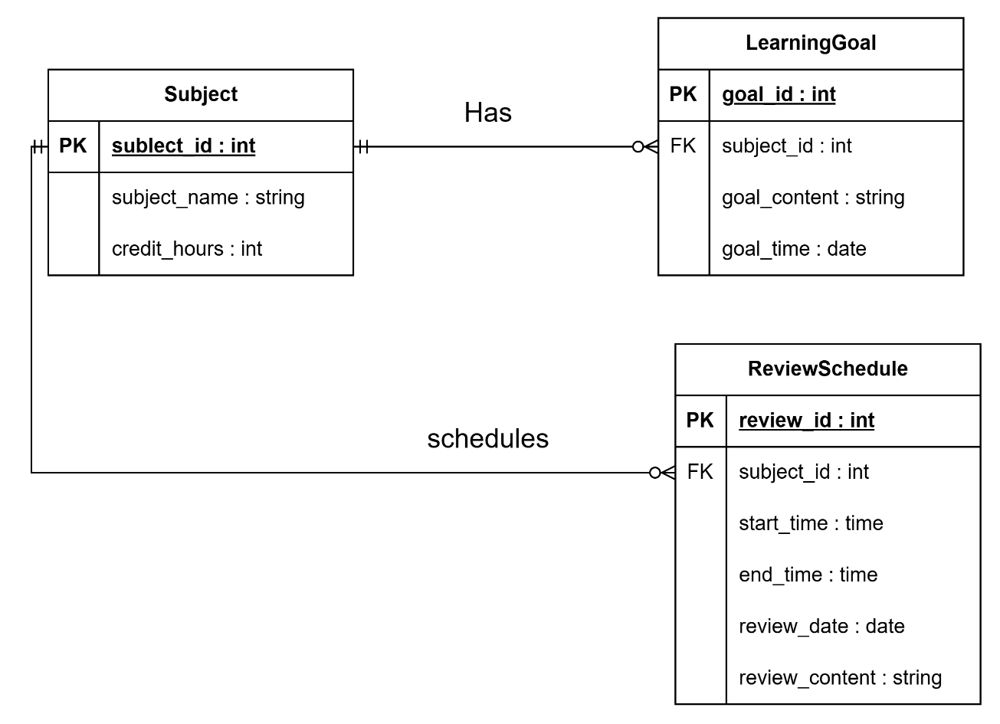 Subject
PK sublect_id : int
subject_name : string
credit_hours : int
Has
LearningGoal
PK goal_id : int
FK subject_id : int
goal_content : string
goal_time : date
schedules
ReviewSchedule
PK review_id : int
FK subject_id : int
start_time : time
end_time : time
review_date : date
review_content : string